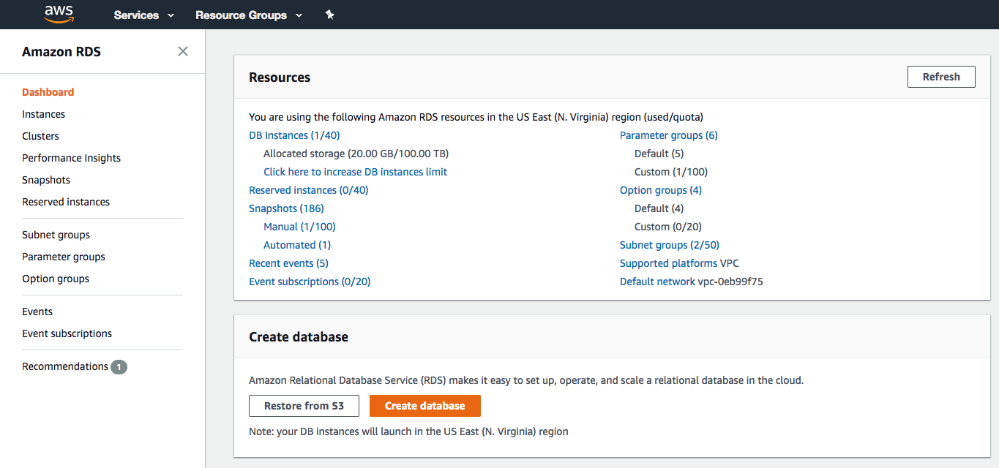 aws
Services
Resource Groups
Amazon RDS
Dashboard
Instances
Clusters
Performance Insights
Snapshots
Reserved instances
Subnet groups
Parameter groups
Option groups
Events
Event subscriptions
Recommendations 1
Resources
Refresh
You are using the following Amazon RDS resources in the US East (N. Virginia) region (used/quota)
DB Instances (1/40)
Allocated storage (20.00 GB/100.00 TB)
Click here to increase DB instances limit
Reserved instances (0/40)
Snapshots (186)
Manual (1/100)
Automated (1)
Recent events (5)
Event subscriptions (0/20)
Parameter groups (6)
Default (5)
Custom (1/100)
Option groups (4)
Default (4)
Custom (0/20)
Subnet groups (2/50)
Supported platforms VPC
Default network vpc-0eb99f75
Create database
Amazon Relational Database Service (RDS) makes it easy to set up, operate, and scale a relational database in the cloud.
Restore from S3
Create database
Note: your DB instances will launch in the US East (N. Virginia) region